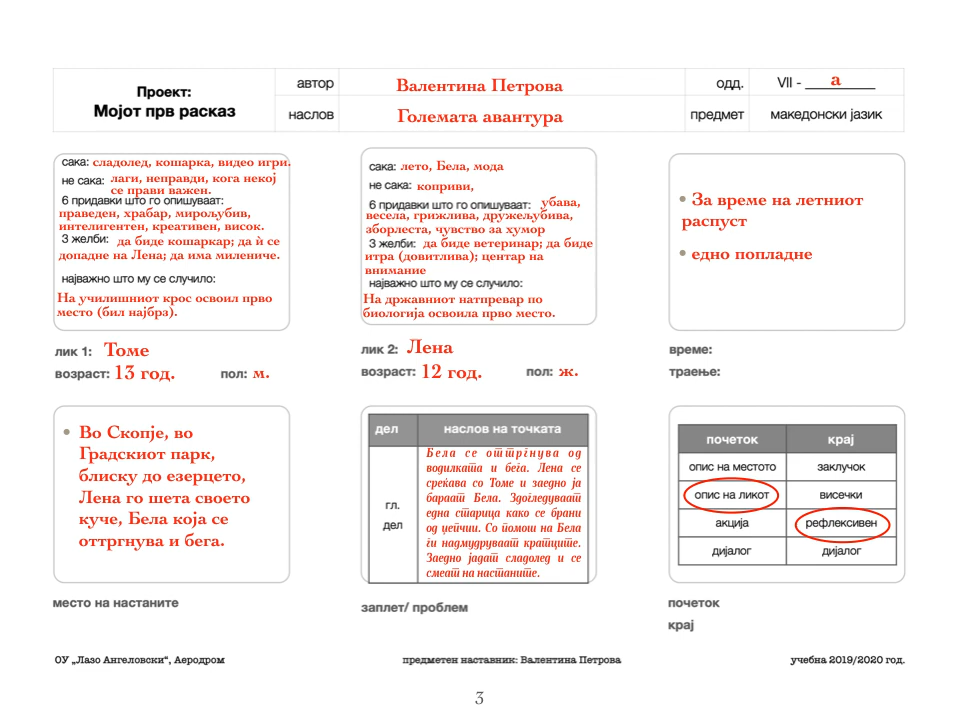 Проект:
Мојот прв расказ
автор
Валентина Петрова
одд.
VII - а
наслов
Големата авантура
предмет
македонски јазик
сака: сладолед, кошарка, видео игри.
не сака: лаги, неправди, кога некој
се прави важен.
6 придавки што го опишуваат:
праведен, храбар, мирољубив,
интелигентен, креативен, висок.
3 желби: да биде кошаркар; да ѝ се
допадне на Лена; да има милениче.
најважно што му се случило:
На училишниот крос освоил прво
место (бил најбрз).
лик 1: Томе
возраст: 13 год. пол: м.
сака: лето, Бела, мода
не сака: коприви,
6 придавки што го опишуваат: убава,
весела, грижлива, дружељубива,
зборлеста, чувство за хумор
3 желби: да биде ветеринар; да биде
итра (довитлива); центар на
внимание
најважно што му се случило:
На државниот натпревар по
биологија освоила прво место.
лик 2: Лена
возраст: 12 год. пол: ж.
• За време на летниот
распуст
• едно попладне
време:
траење:
• Во Скопје, во
Градскиот парк,
блиску до езерцето,
Лена го шета своето
куче, Бела која се
оттргнува и бега.
место на настаните
дел
наслов на точката
гл.
дел
Бела се оттргнува од
водилката и бега. Лена се
среќава со Томе и заедно ја
бараат Бела. Здогледуваат
една старица како се брани
од џепчии. Со помош на Бела
ги надмудруваат крапците.
Заедно јадат сладолед и се
смеат на настаните.
заплет/ проблем
почеток крај
опис на местото заклучок
опис на ликот висечки
акција рефлексивен
дијалог дијалог
почеток
крај
ОУ „Лазо Ангеловски“, Аеродром
предметен наставник: Валентина Петрова
учебна 2019/2020 год.
3